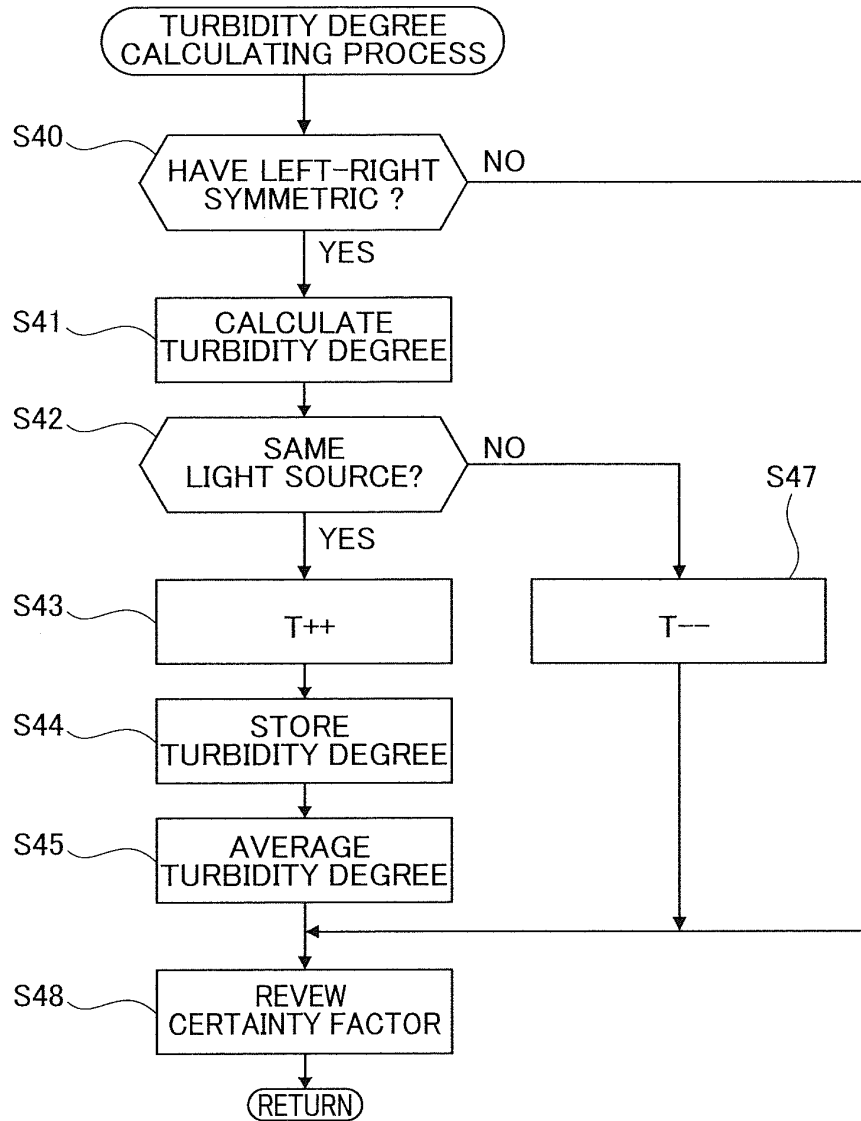 TURBIDITY DEGREE
CALCULATING PROCESS
S40
HAVE LEFT-RIGHT
SYMMETRIC ?
NO
YES
S41
CALCULATE
TURBIDITY DEGREE
S42
SAME
LIGHT SOURCE?
NO
S47
YES
S43
T++
T--
S44
STORE
TURBIDITY DEGREE
S45
AVERAGE
TURBIDITY DEGREE
S48
REVEW
CERTAINTY FACTOR
RETURN